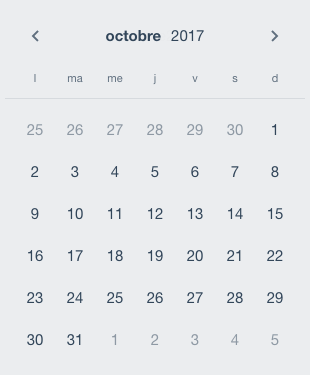 octobre 2017
l ma me j v s d
25 26 27 28 29 30 1
2 3 4 5 6 7 8
9 10 11 12 13 14 15
16 17 18 19 20 21 22
23 24 25 26 27 28 29
30 31 1 2 3 4 5